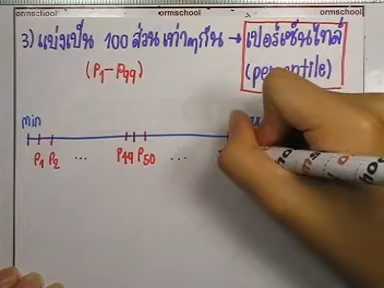 ormschool ormschool ormschool
3) แบ่งเป็น 100 ส่วนเท่าๆกัน → เปอร์เซ็นไทล์
(P1-P99) (percentile)
min
P1 P2 ... P49 P50 ...